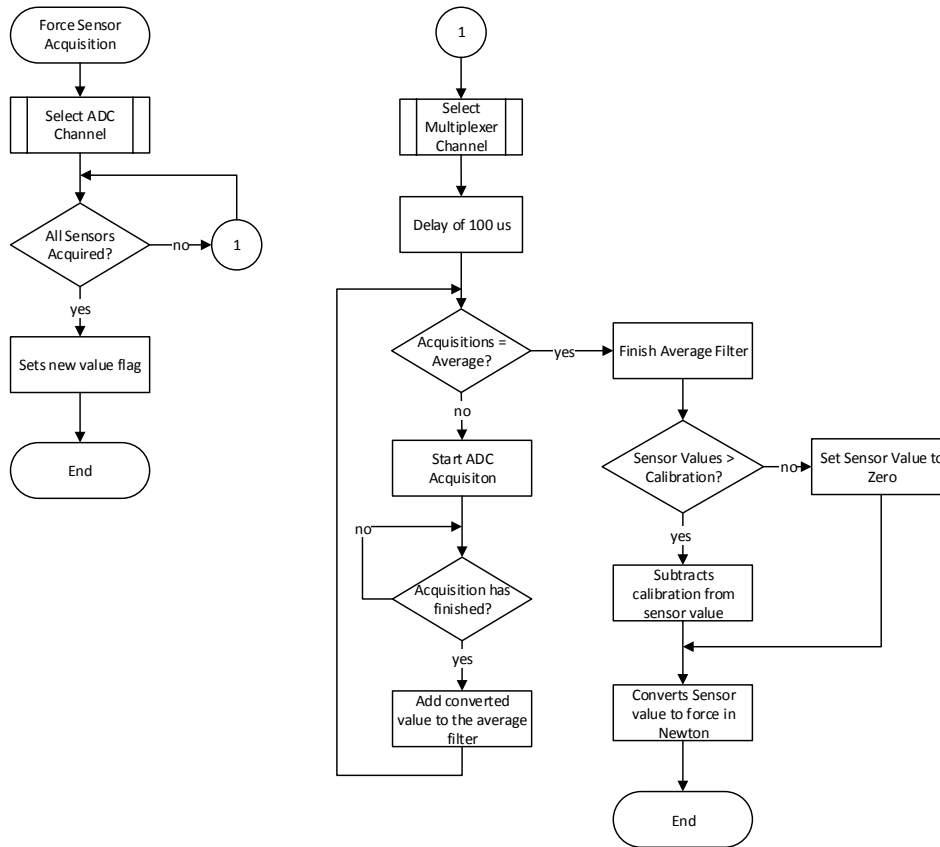 Force Sensor
Acquisition
Select ADC
Channel
All Sensors
Acquired?
no
1
yes
Sets new value flag
End
1
Select
Multiplexer
Channel
Delay of 100 us
Acquisitions =
Average?
yes
Finish Average Filter
no
Start ADC
Acquisiton
no
Acquisition has
finished?
yes
Add converted
value to the average
filter
Sensor Values >
Calibration?
no
Set Sensor Value to
Zero
yes
Subtracts
calibration from
sensor value
Converts Sensor
value to force in
Newton
End